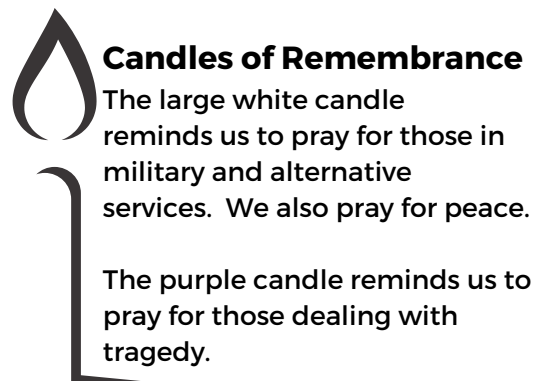 Candles of Remembrance
The large white candle
reminds us to pray for those in
military and alternative
services.  We also pray for peace.
The purple candle reminds us to
pray for those dealing with
tragedy.